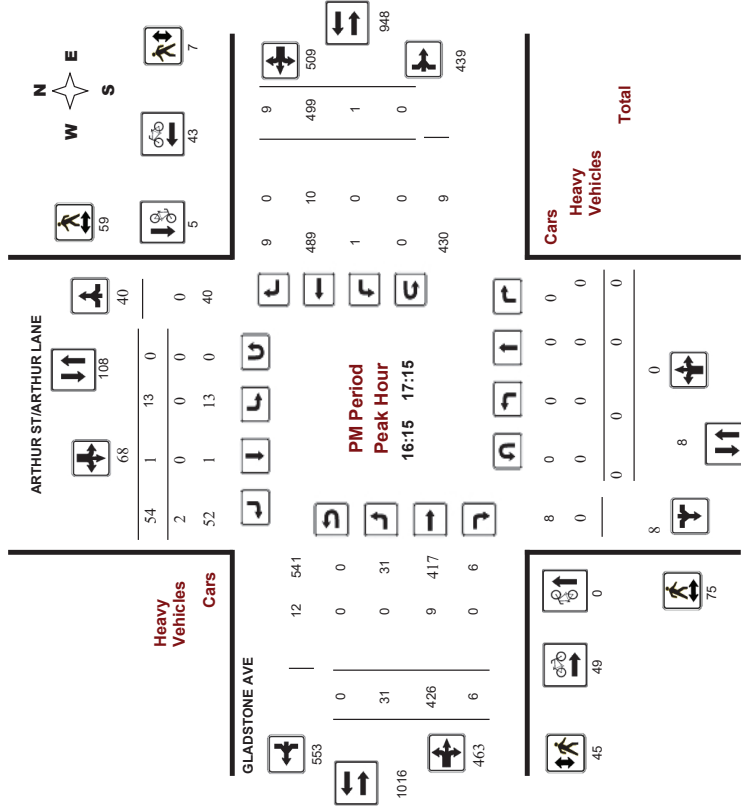 N
W E
S
59
7
5
43
ARTHUR ST/ARTHUR LANE
68
108
40
54 1 13 0
2 0 0 0 0
52 1 13 0 40
Heavy
Vehicles
Cars
9 0 9
489 10 499
1 0 1
0 0 0
430 9
509
948
439
GLADSTONE AVE
12 541
553
0 0 0
31 0 31
426 9 417
6 0 6
1016
463
PM Period
Peak Hour
16:15 17:15
Cars
Heavy
Vehicles
Total
8 0 0 0 0
0 0 0 0 0
0 0 0 0
8
8
0
45
49
0
75